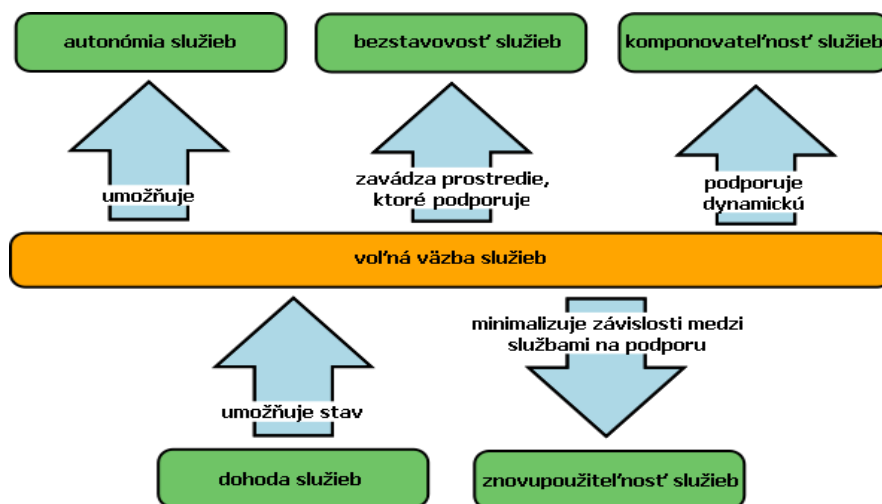 autonómia služieb
bezstavovosť služieb
komponovateľnosť služieb
umožňuje
zavádza prostredie,
ktoré podporuje
podporuje
dynamickú
voľná väzba služieb
minimalizuje závislosti medzi
službami na podporu
umožňuje stav
dohoda služieb
znovupoužiteľnosť služieb